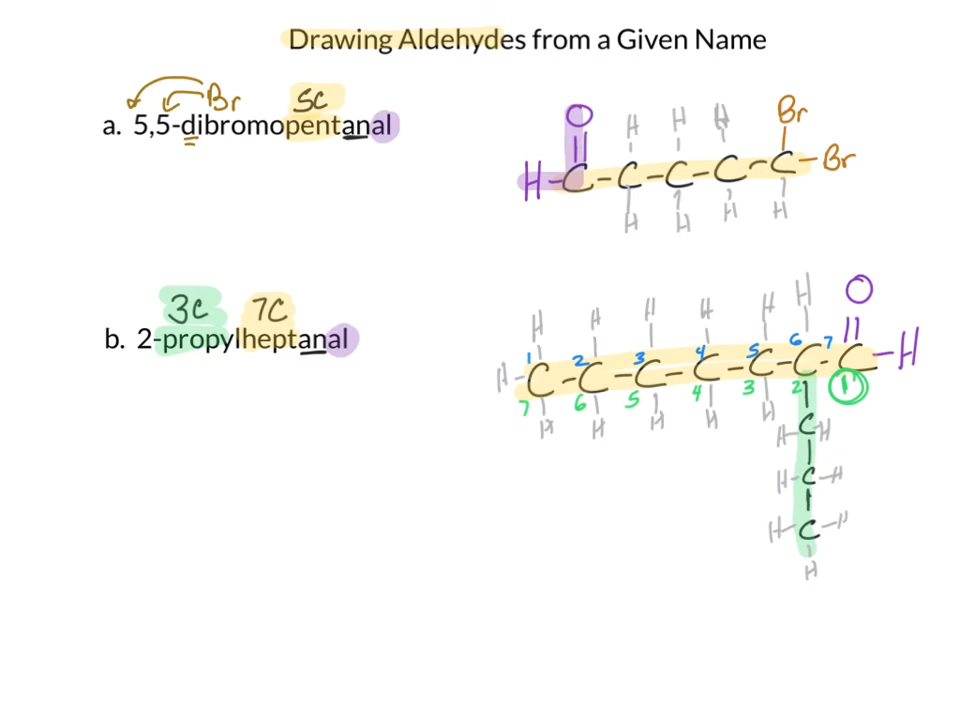 Drawing Aldehydes from a Given Name
Br 5C
a. 5,5-dibromopentanal
O H H H Br
H-C-C-C-C-C-Br
H H H H
3C 7C
b. 2-propylheptanal
H H H H H H O
1 2 3 4 5 6 7
H-C-C-C-C-C-C-C-H
7 6 5 4 3 2 1
H H H H H
H-C-H
H-C-H
H-C-H
H